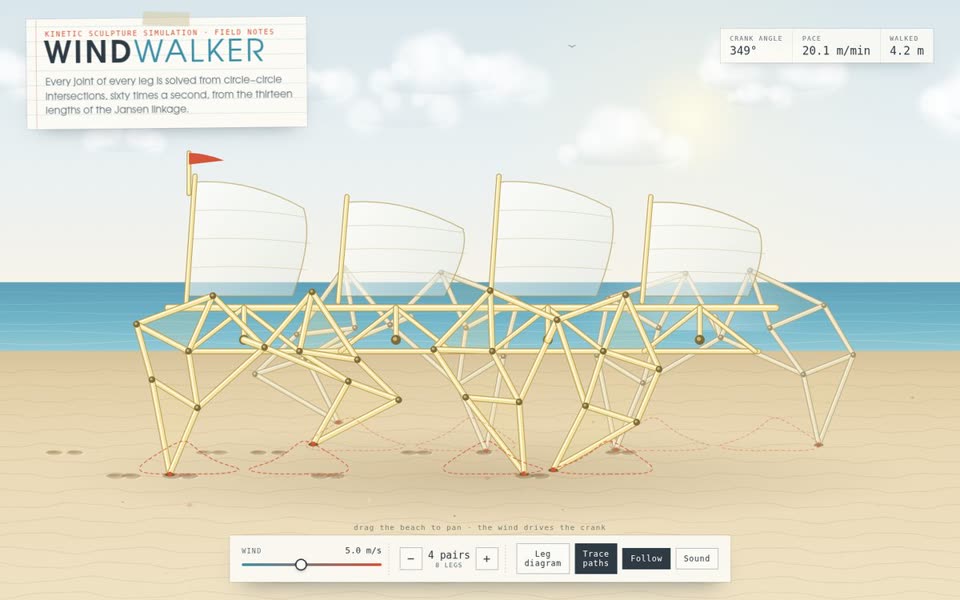 KINETIC SCULPTURE SIMULATION · FIELD NOTES
WINDWALKER
Every joint of every leg is solved from circle–circle
intersections, sixty times a second, from the thirteen
lengths of the Jansen linkage.
CRANK ANGLE
349°
PACE
20.1 m/min
WALKED
4.2 m
drag the beach to pan · the wind drives the crank
WIND
5.0 m/s
−
4 pairs
8 LEGS
+
Leg
diagram
Trace
paths
Follow
Sound